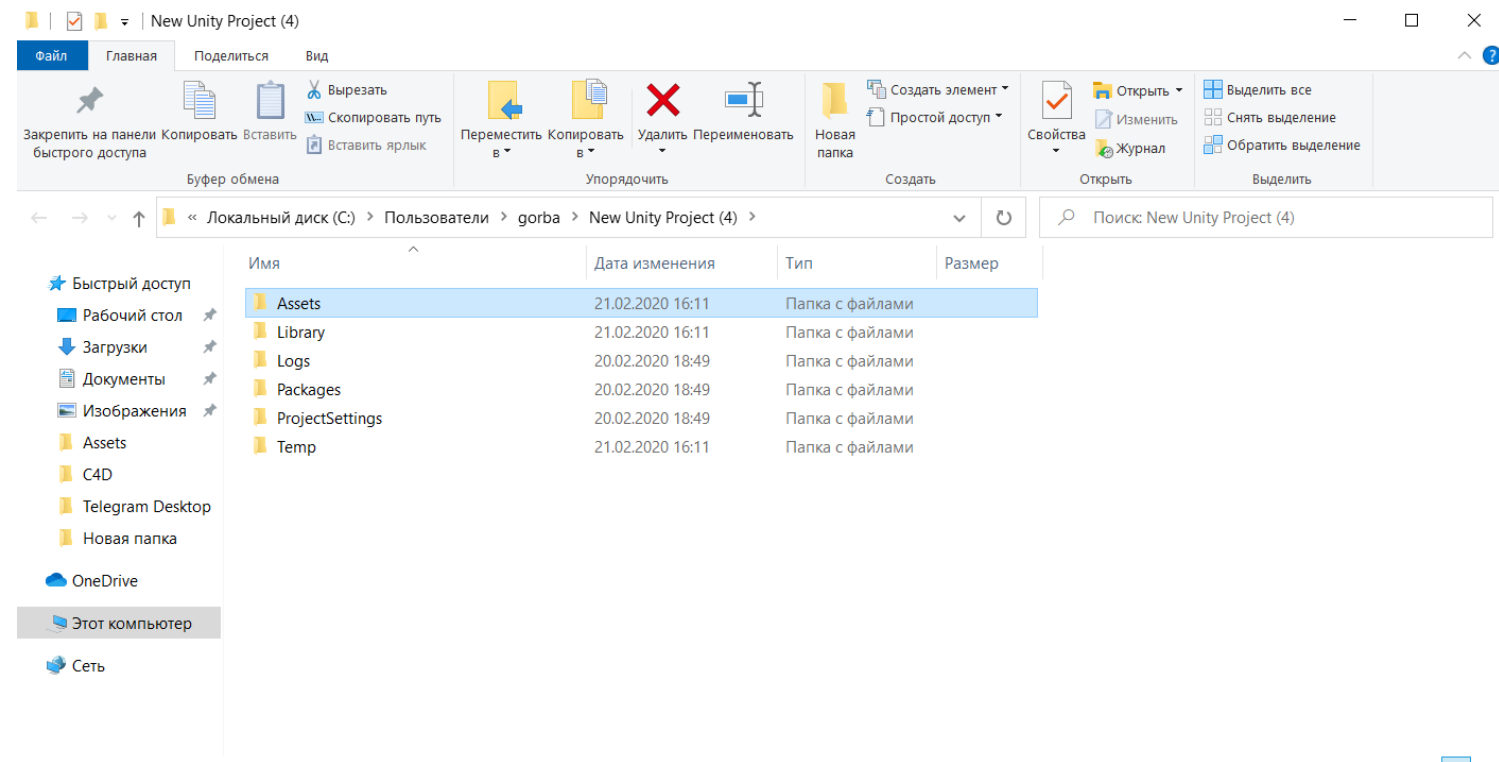 New Unity Project (4)
Файл Главная Поделиться Вид
Закрепить на панели быстрого доступа
Копировать
Вставить
Вырезать
Скопировать путь
Вставить ярлык
Буфер обмена
Переместить в
Копировать в
Удалить
Переименовать
Упорядочить
Новая папка
Создать элемент
Простой доступ
Создать
Свойства
Открыть
Изменить
Журнал
Открыть
Выделить все
Снять выделение
Обратить выделение
Выделить
« Локальный диск (C:) > Пользователи > gorba > New Unity Project (4) >
Поиск: New Unity Project (4)
Быстрый доступ
Рабочий стол
Загрузки
Документы
Изображения
Assets
C4D
Telegram Desktop
Новая папка
OneDrive
Этот компьютер
Сеть
Имя Дата изменения Тип Размер
Assets 21.02.2020 16:11 Папка с файлами
Library 21.02.2020 16:11 Папка с файлами
Logs 20.02.2020 18:49 Папка с файлами
Packages 20.02.2020 18:49 Папка с файлами
ProjectSettings 20.02.2020 18:49 Папка с файлами
Temp 21.02.2020 16:11 Папка с файлами